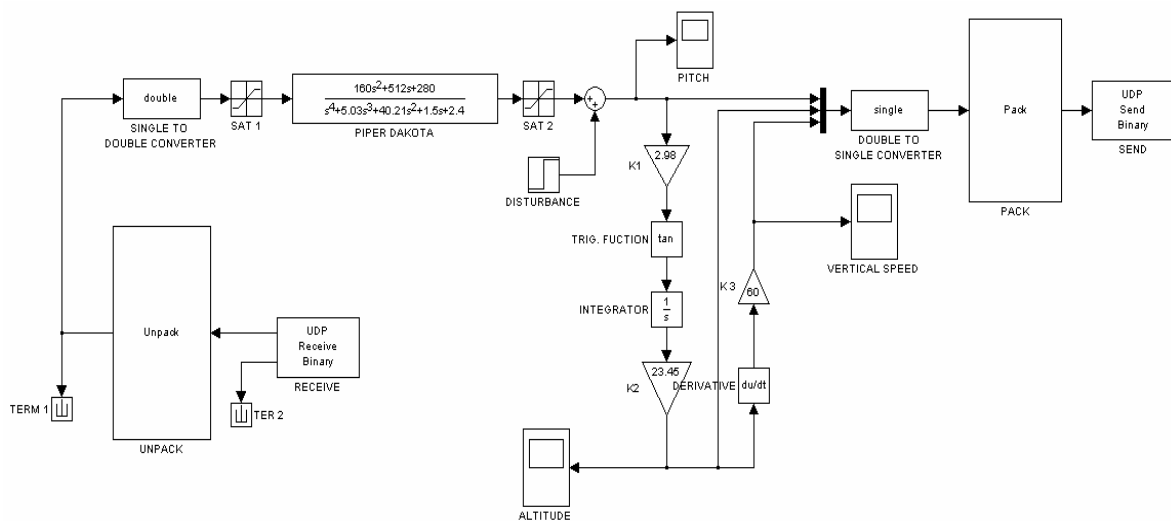 PITCH
double
SINGLE TO
DOUBLE CONVERTER
SAT 1
160s²+512s+280
s⁴+5.03s³+40.21s²+1.5s+2.4
PIPER DAKOTA
SAT 2
++
DISTURBANCE
single
DOUBLE TO
SINGLE CONVERTER
Pack
PACK
UDP
Send
Binary
SEND
K1
2.98
TRIG. FUCTION
tan
INTEGRATOR
1
s
K2
23.45
VERTICAL SPEED
K3
60
DERIVATIVE
du/dt
Unpack
UNPACK
UDP
Receive
Binary
RECEIVE
TERM 1
TER 2
ALTITUDE